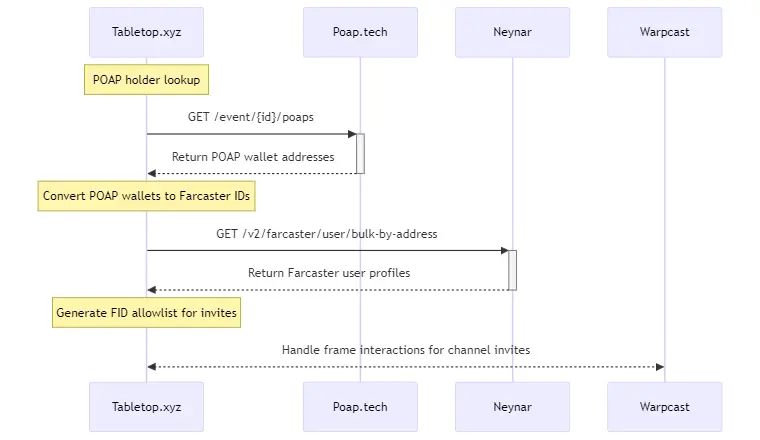 Tabletop.xyz
Poap.tech
Neynar
Warpcast
POAP holder lookup
GET /event/{id}/poaps
Return POAP wallet addresses
Convert POAP wallets to Farcaster IDs
GET /v2/farcaster/user/bulk-by-address
Return Farcaster user profiles
Generate FID allowlist for invites
Handle frame interactions for channel invites
Tabletop.xyz
Poap.tech
Neynar
Warpcast